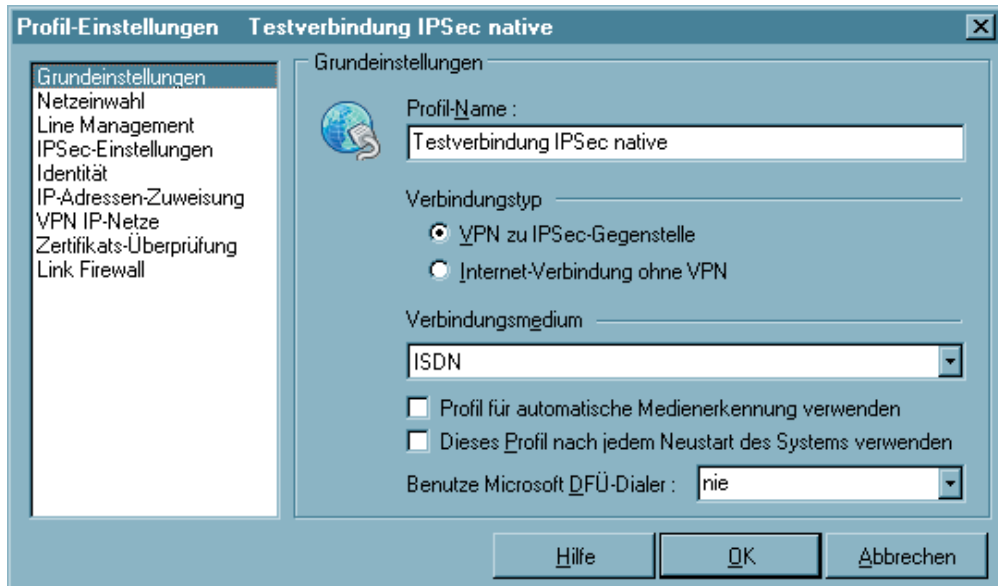 Profil-Einstellungen Testverbindung IPSec native
Grundeinstellungen
Netzeinwahl
Line Management
IPSec-Einstellungen
Identität
IP-Adressen-Zuweisung
VPN IP-Netze
Zertifikats-Überprüfung
Link Firewall
Grundeinstellungen
Profil-Name :
Testverbindung IPSec native
Verbindungstyp
VPN zu IPSec-Gegenstelle
Internet-Verbindung ohne VPN
Verbindungsmedium
ISDN
Profil für automatische Medienerkennung verwenden
Dieses Profil nach jedem Neustart des Systems verwenden
Benutze Microsoft DFÜ-Dialer : nie
Hilfe OK Abbrechen